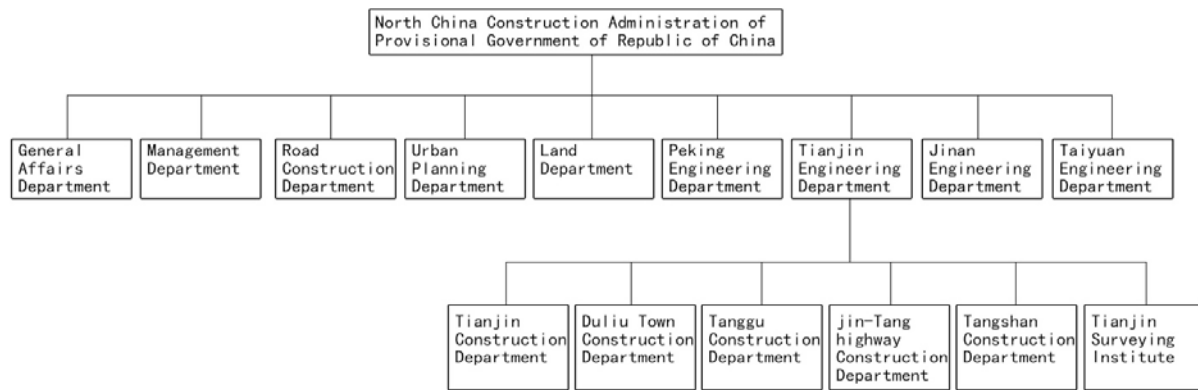 North China Construction Administration of
Provisional Government of Republic of China
General
Affairs
Department
Management
Department
Road
Construction
Department
Urban
Planning
Department
Land
Department
Peking
Engineering
Department
Tianjin
Engineering
Department
Jinan
Engineering
Department
Taiyuan
Engineering
Department
Tianjin
Construction
Department
Duliu Town
Construction
Department
Tanggu
Construction
Department
jin-Tang
highway
Construction
Department
Tangshan
Construction
Department
Tianjin
Surveying
Institute